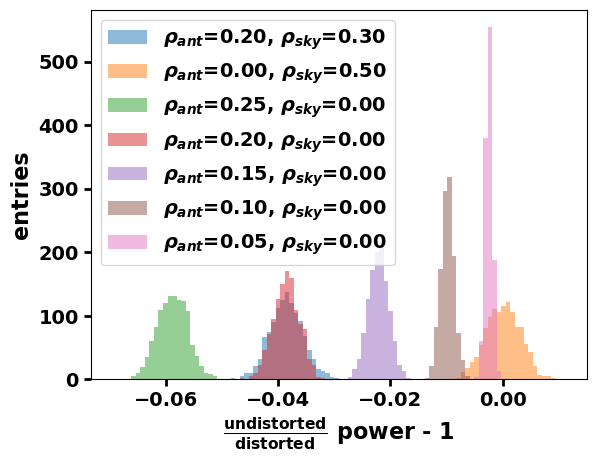 500
400
300
200
100
0
entries
ρant=0.20, ρsky=0.30
ρant=0.00, ρsky=0.50
ρant=0.25, ρsky=0.00
ρant=0.20, ρsky=0.00
ρant=0.15, ρsky=0.00
ρant=0.10, ρsky=0.00
ρant=0.05, ρsky=0.00
−0.06 −0.04 −0.02 0.00
undistorted
distorted power - 1